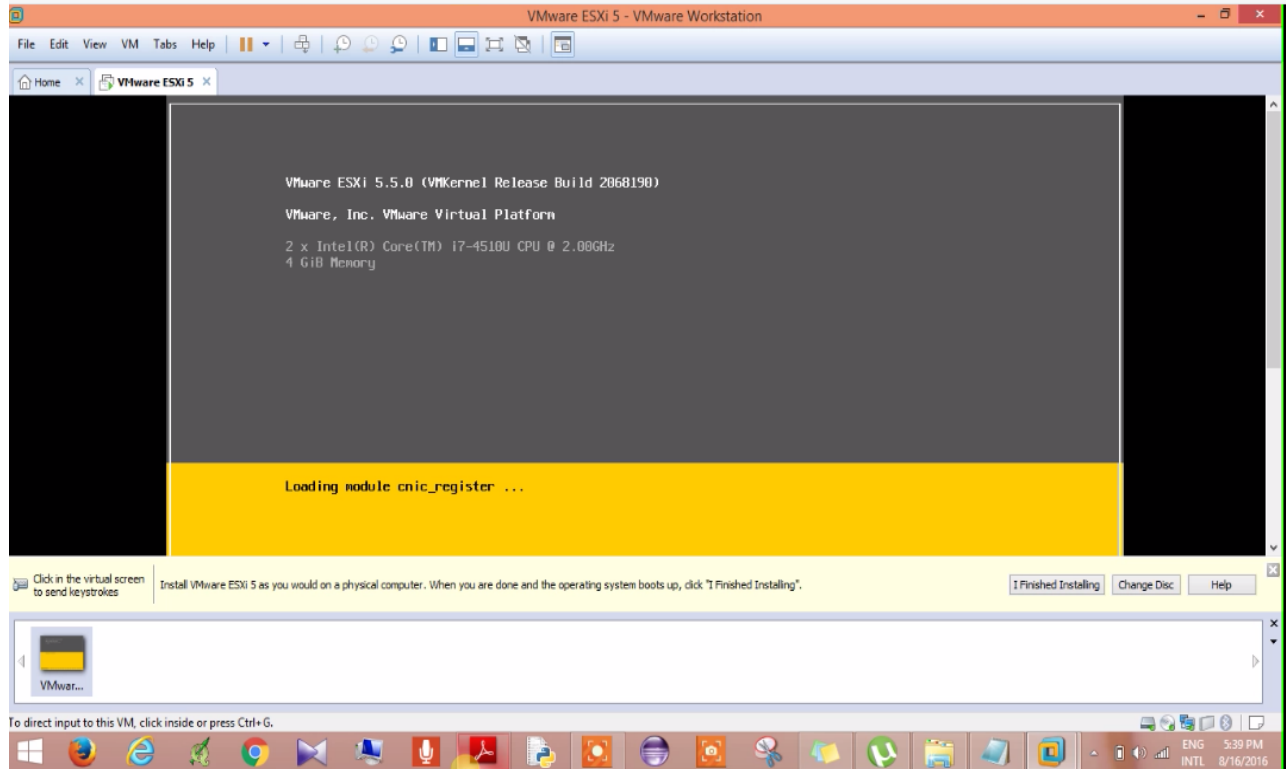 VMware ESXi 5 - VMware Workstation
File Edit View VM Tabs Help
Home VMware ESXi 5
VMware ESXi 5.5.0 (VMKernel Release Build 2068190)
VMware, Inc. VMware Virtual Platform
2 x Intel(R) Core(TM) i7-4510U CPU @ 2.00GHz
4 GiB Memory
Loading module cnic_register ...
Click in the virtual screen
to send keystrokes
Install VMware ESXi 5 as you would on a physical computer. When you are done and the operating system boots up, click "I Finished Installing".
I Finished Installing Change Disc Help
VMwar...
To direct input to this VM, click inside or press Ctrl+G.
ENG 5:39 PM
INTL 8/16/2016